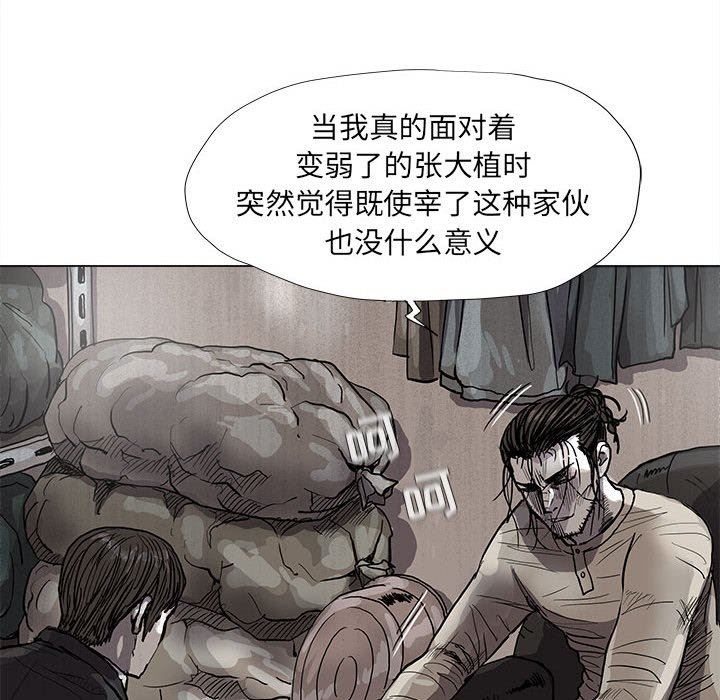 当我真的面对着
变弱了的张大植时
突然觉得既使宰了这种家伙
也没什么意义
呵
呵